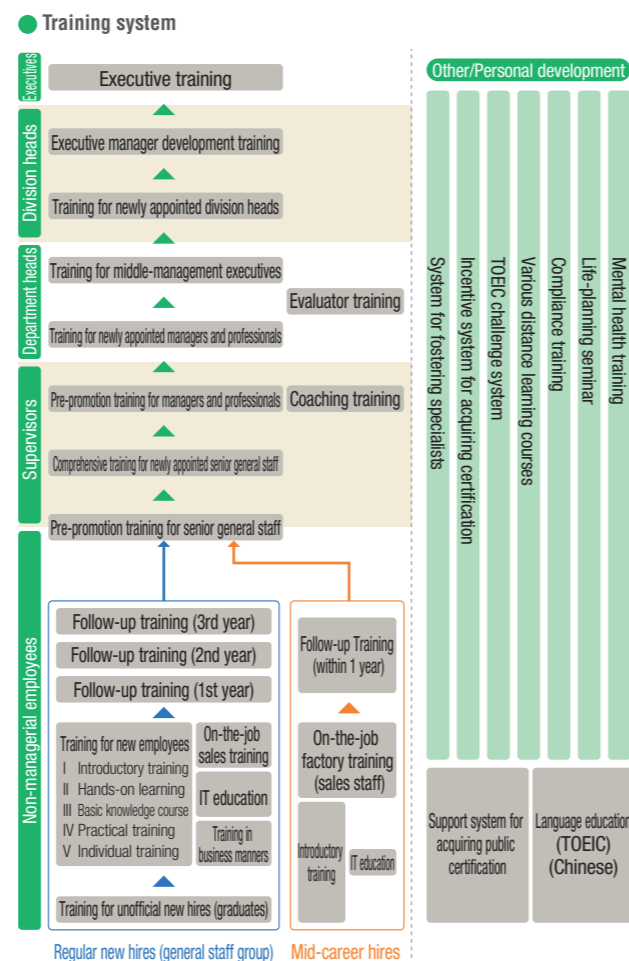 Training system
Executives
Executive training
Division heads
Executive manager development training
Training for newly appointed division heads
Department heads
Training for middle-management executives
Training for newly appointed managers and professionals
Evaluator training
Supervisors
Pre-promotion training for managers and professionals
Coaching training
Comprehensive training for newly appointed senior general staff
Pre-promotion training for senior general staff
Non-managerial employees
Follow-up training (3rd year)
Follow-up training (2nd year)
Follow-up training (1st year)
Training for new employees
I Introductory training
II Hands-on learning
III Basic knowledge course
IV Practical training
V Individual training
On-the-job
sales training
IT education
Training in
business manners
Training for unofficial new hires (graduates)
Regular new hires (general staff group)
Follow-up Training
(within 1 year)
On-the-job
factory training
(sales staff)
Introductory
training
IT education
Mid-career hires
Other/Personal development
System for fostering specialists
Incentive system for acquiring certification
TOEIC challenge system
Various distance learning courses
Compliance training
Life-planning seminar
Mental health training
Support system for
acquiring public
certification
Language education
(TOEIC)
(Chinese)